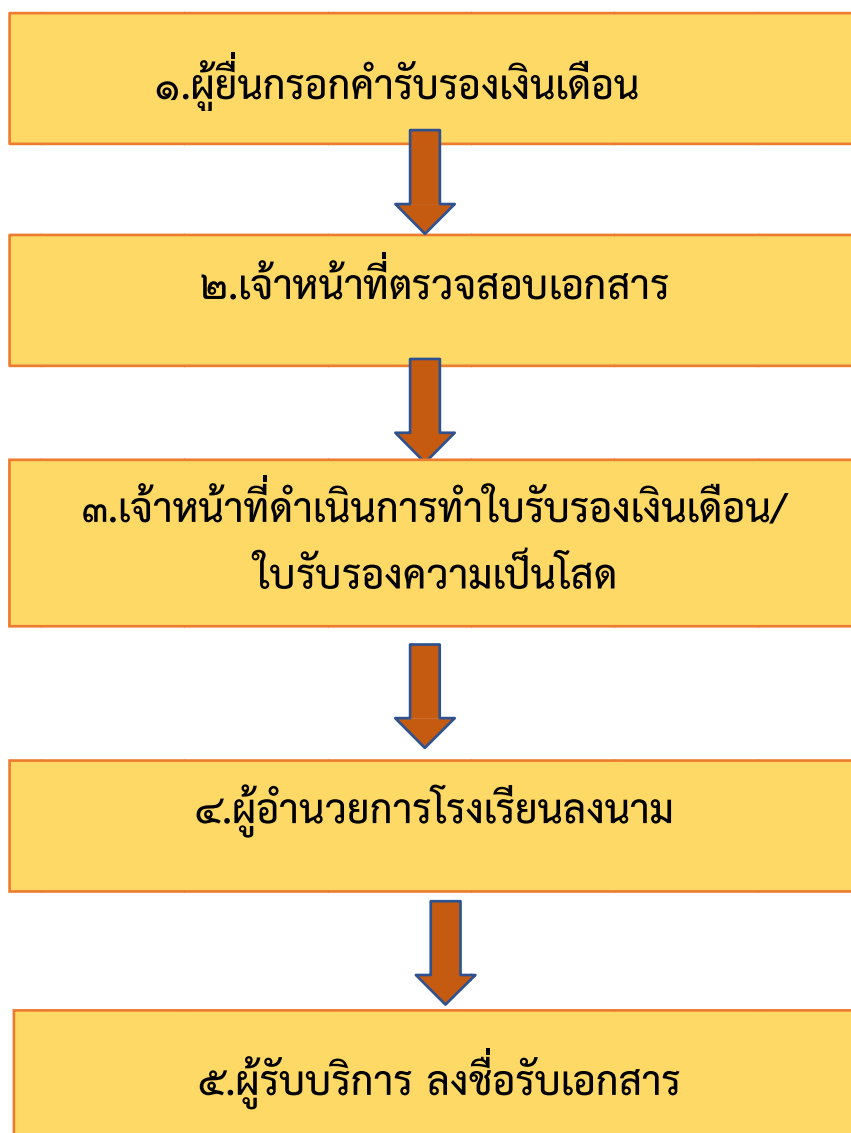 ๑.ผู้ยื่นกรอกคำรับรองเงินเดือน
๒.เจ้าหน้าที่ตรวจสอบเอกสาร
๓.เจ้าหน้าที่ดำเนินการทำใบรับรองเงินเดือน/
ใบรับรองความเป็นโสด
๔.ผู้อำนวยการโรงเรียนลงนาม
๕.ผู้รับบริการ ลงชื่อรับเอกสาร